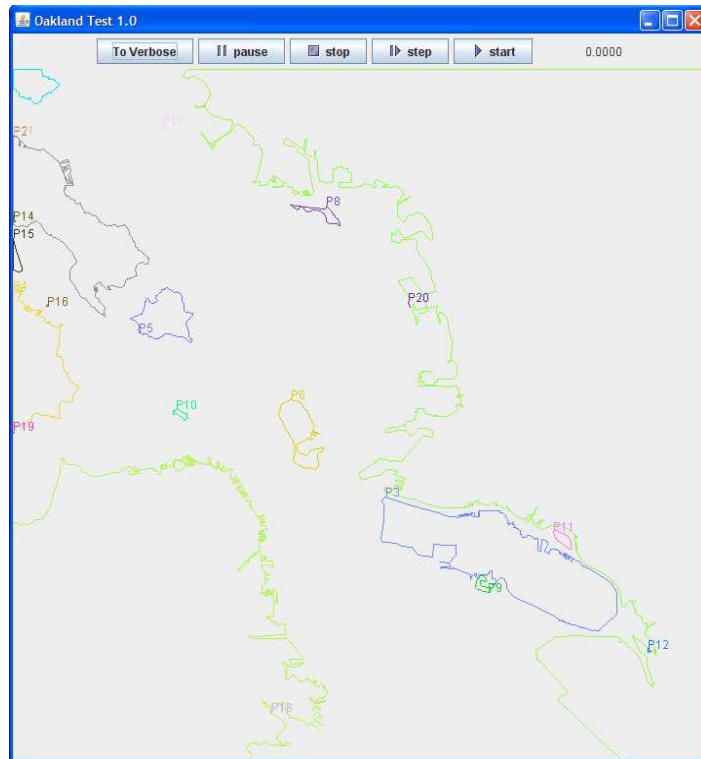 Oakland Test 1.0
To Verbose
pause
stop
step
start
0.0000
P21
P8
P14
P15
P16
P20
P5
P6
P10
P19
P3
P11
P9
P12
P18